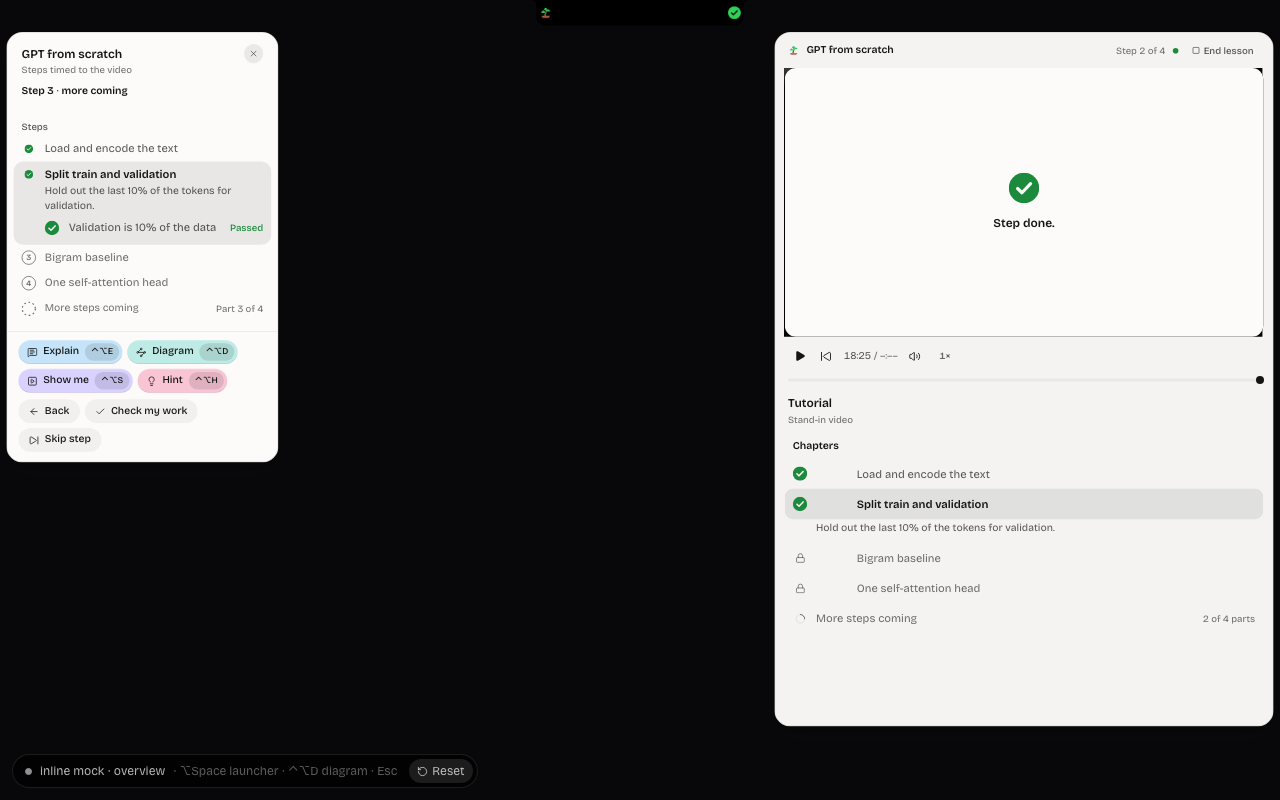 GPT from scratch
Steps timed to the video
Step 3 · more coming
Steps
Load and encode the text
Split train and validation
Hold out the last 10% of the tokens for
validation.
Validation is 10% of the data Passed
3 Bigram baseline
4 One self-attention head
More steps coming Part 3 of 4
Explain ^⌥E Diagram ^⌥D
Show me ^⌥S Hint ^⌥H
Back Check my work
Skip step
GPT from scratch Step 2 of 4 End lesson
Step done.
18:25 / –:–– 1×
Tutorial
Stand-in video
Chapters
Load and encode the text
Split train and validation
Hold out the last 10% of the tokens for validation.
Bigram baseline
One self-attention head
More steps coming 2 of 4 parts
Inline mock · overview · ⌥Space launcher · ^⌥D diagram · Esc Reset